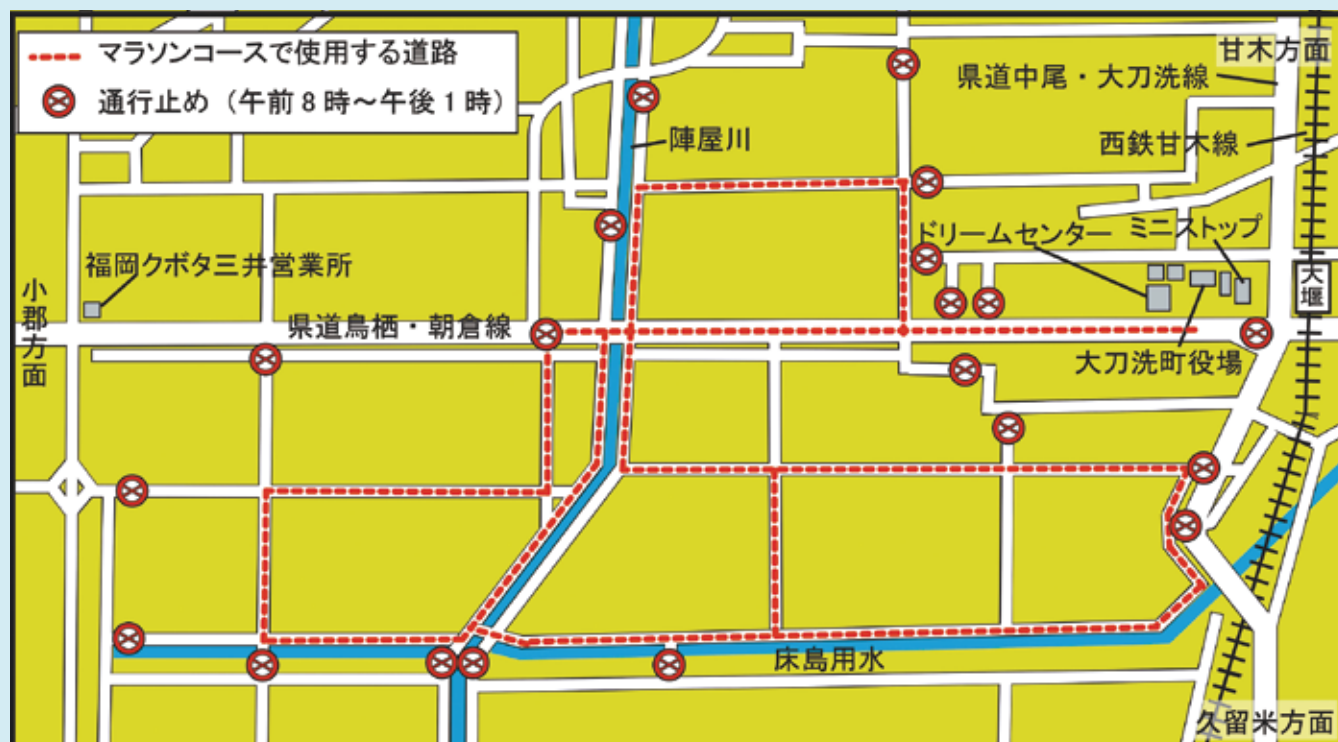 マラソンコースで使用する道路
通行止め（午前８時～午後１時）
甘木方面
県道中尾・大刀洗線
陣屋川
西鉄甘木線
ドリームセンター
ミニストップ
福岡クボタ三井営業所
小郡方面
大堰
県道鳥栖・朝倉線
大刀洗町役場
床島用水
久留米方面